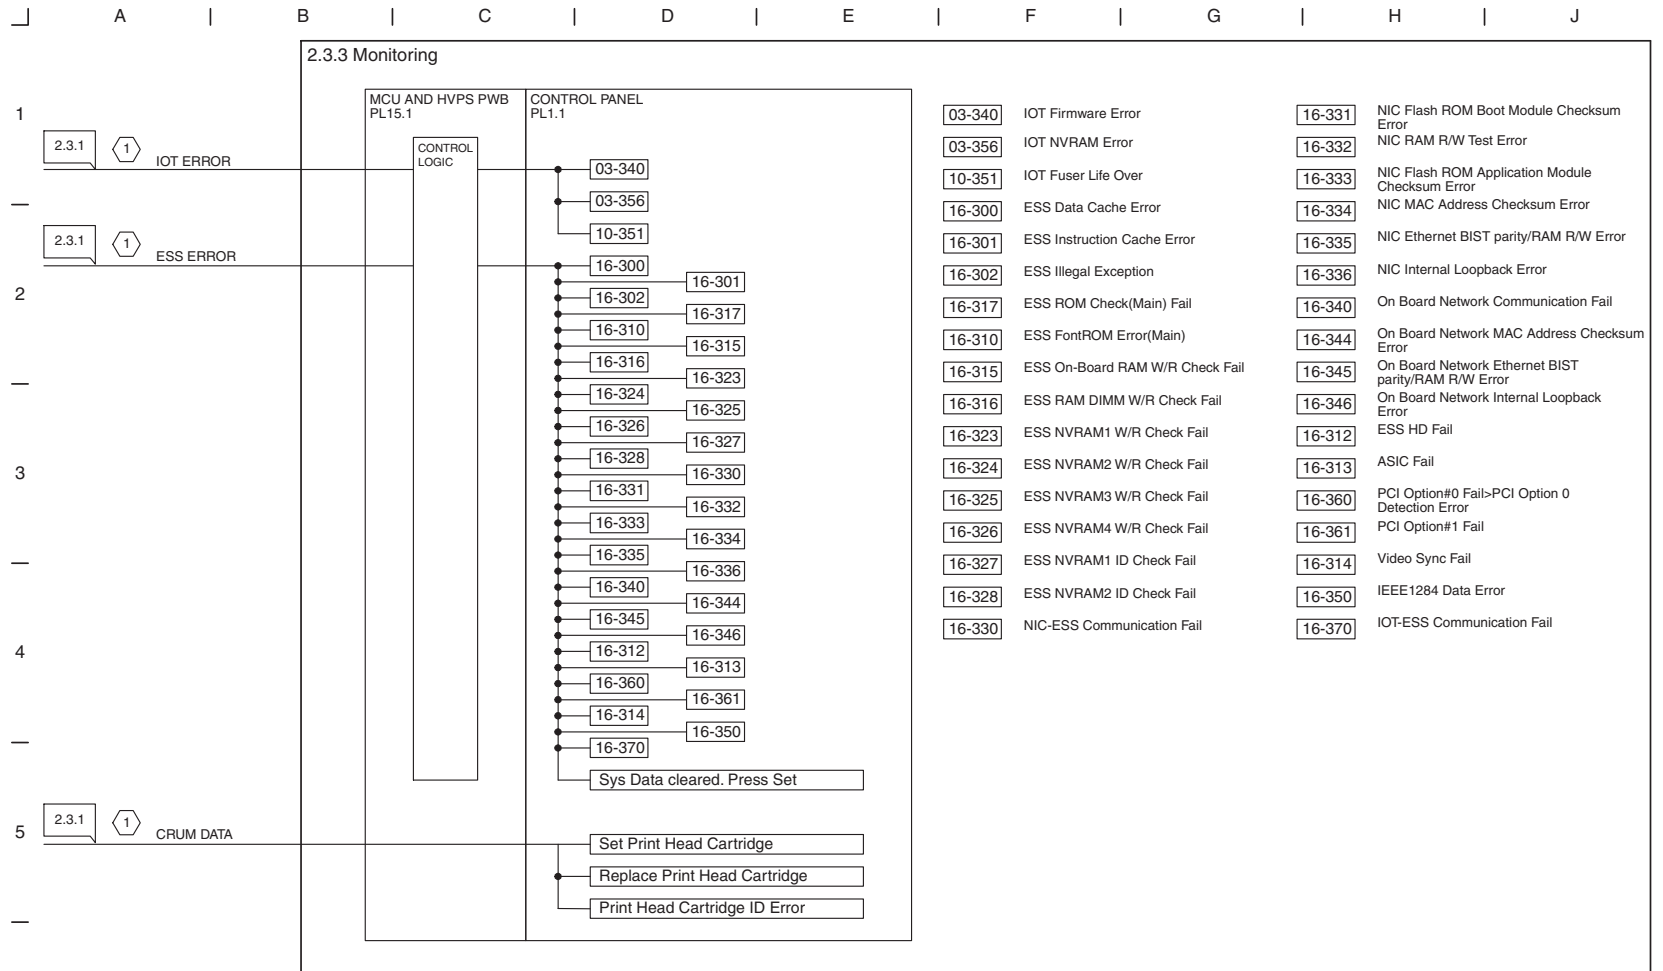 A B C D E F G H J
2.3.3 Monitoring
1
2
3
4
5
MCU AND HVPS PWB
PL15.1
CONTROL PANEL
PL1.1
CONTROL
LOGIC
2.3.1 1 IOT ERROR
03-340
03-356
10-351
2.3.1 1 ESS ERROR
16-300
16-301
16-302
16-317
16-310
16-315
16-316
16-323
16-324
16-325
16-326
16-327
16-328
16-330
16-331
16-332
16-333
16-334
16-335
16-336
16-340
16-344
16-345
16-346
16-312
16-313
16-360
16-361
16-314
16-350
16-370
Sys Data cleared. Press Set
2.3.1 1 CRUM DATA
Set Print Head Cartridge
Replace Print Head Cartridge
Print Head Cartridge ID Error
03-340 IOT Firmware Error
03-356 IOT NVRAM Error
10-351 IOT Fuser Life Over
16-300 ESS Data Cache Error
16-301 ESS Instruction Cache Error
16-302 ESS Illegal Exception
16-317 ESS ROM Check(Main) Fail
16-310 ESS FontROM Error(Main)
16-315 ESS On-Board RAM W/R Check Fail
16-316 ESS RAM DIMM W/R Check Fail
16-323 ESS NVRAM1 W/R Check Fail
16-324 ESS NVRAM2 W/R Check Fail
16-325 ESS NVRAM3 W/R Check Fail
16-326 ESS NVRAM4 W/R Check Fail
16-327 ESS NVRAM1 ID Check Fail
16-328 ESS NVRAM2 ID Check Fail
16-330 NIC-ESS Communication Fail
16-331 NIC Flash ROM Boot Module Checksum
Error
16-332 NIC RAM R/W Test Error
16-333 NIC Flash ROM Application Module
Checksum Error
16-334 NIC MAC Address Checksum Error
16-335 NIC Ethernet BIST parity/RAM R/W Error
16-336 NIC Internal Loopback Error
16-340 On Board Network Communication Fail
16-344 On Board Network MAC Address Checksum
Error
16-345 On Board Network Ethernet BIST
parity/RAM R/W Error
16-346 On Board Network Internal Loopback
Error
16-312 ESS HD Fail
16-313 ASIC Fail
16-360 PCI Option#0 Fail>PCI Option 0
Detection Error
16-361 PCI Option#1 Fail
16-314 Video Sync Fail
16-350 IEEE1284 Data Error
16-370 IOT-ESS Communication Fail